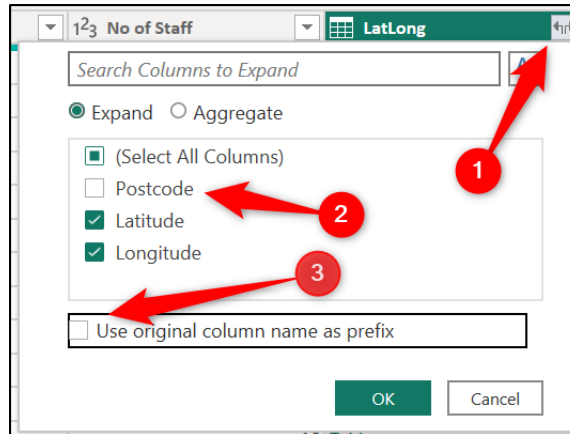 1²3 No of Staff LatLong
Search Columns to Expand
Expand Aggregate
(Select All Columns)
1
Postcode
2
Latitude
Longitude
3
Use original column name as prefix
OK Cancel